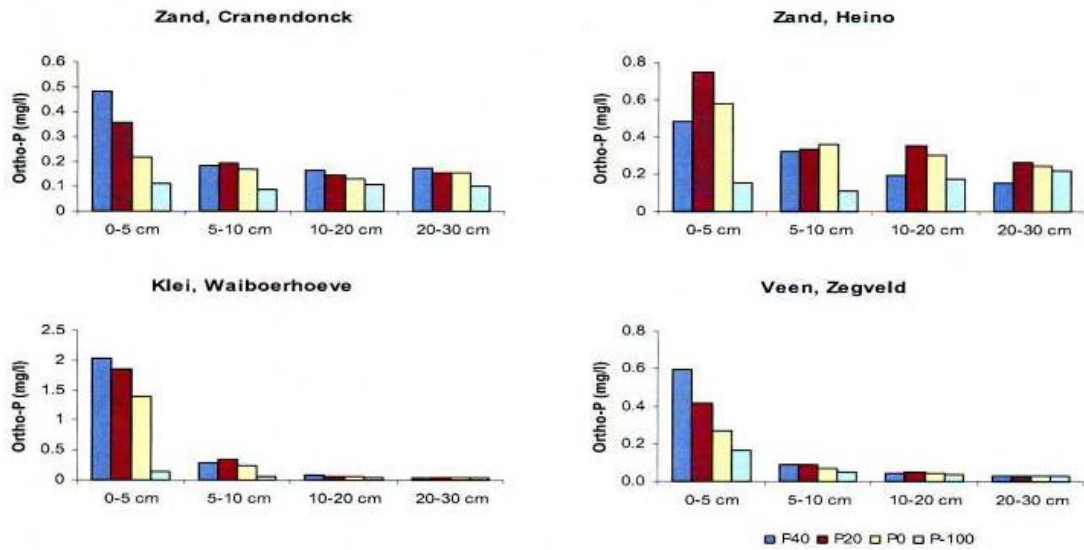 Zand, Cranendonck
Ortho-P (mg/l)
0.6
0.5
0.4
0.3
0.2
0.1
0
0-5 cm 5-10 cm 10-20 cm 20-30 cm
Zand, Heino
Ortho-P (mg/l)
0.8
0.6
0.4
0.2
0
0-5 cm 5-10 cm 10-20 cm 20-30 cm
Klei, Waiboerhoeve
Ortho-P (mg/l)
2.5
2
1.5
1
0.5
0
0-5 cm 5-10 cm 10-20 cm 20-30 cm
Veen, Zegveld
Ortho-P (mg/l)
0.8
0.6
0.4
0.2
0.0
0-5 cm 5-10 cm 10-20 cm 20-30 cm
P40 P20 P0 P-100